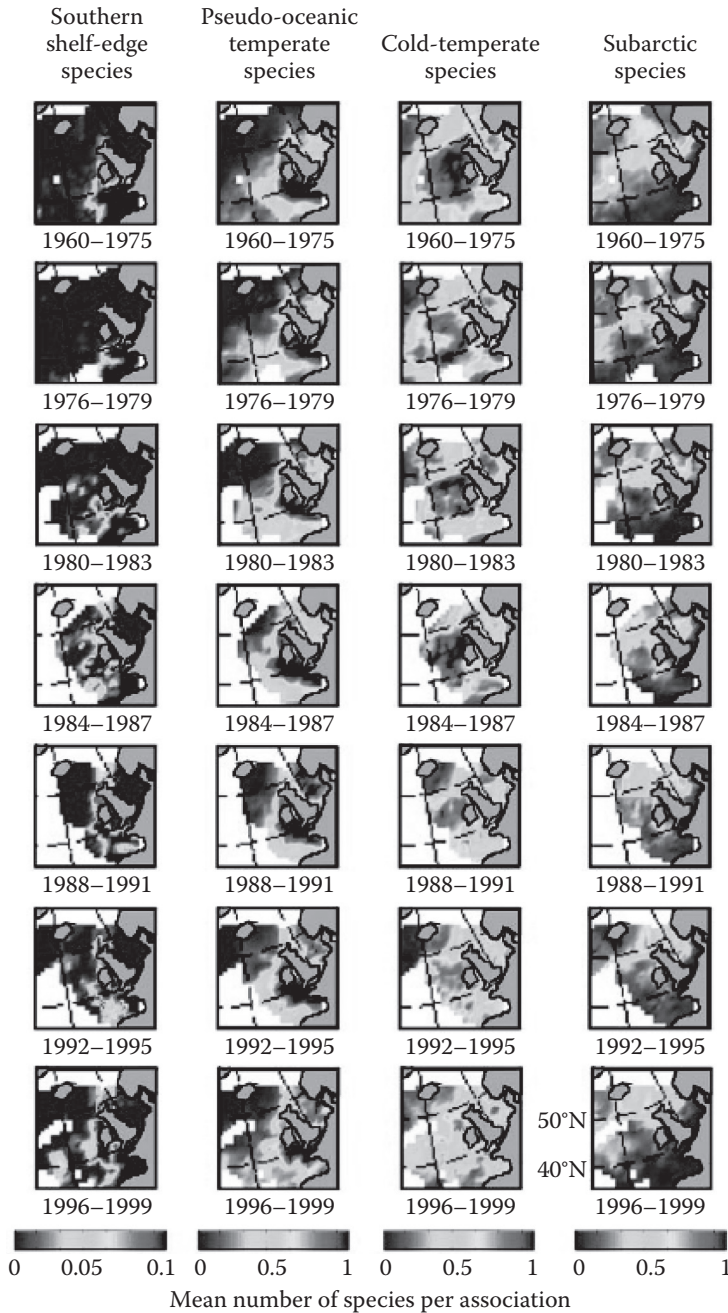 Southern shelf-edge species
Pseudo-oceanic temperate species
Cold-temperate species
Subarctic species
1960–1975
1960–1975
1960–1975
1960–1975
1976–1979
1976–1979
1976–1979
1976–1979
1980–1983
1980–1983
1980–1983
1980–1983
1984–1987
1984–1987
1984–1987
1984–1987
1988–1991
1988–1991
1988–1991
1988–1991
1992–1995
1992–1995
1992–1995
1992–1995
50°N
40°N
1996–1999
1996–1999
1996–1999
1996–1999
0 0.05 0.1
0 0.5 1
0 0.5 1
0 0.5 1
Mean number of species per association